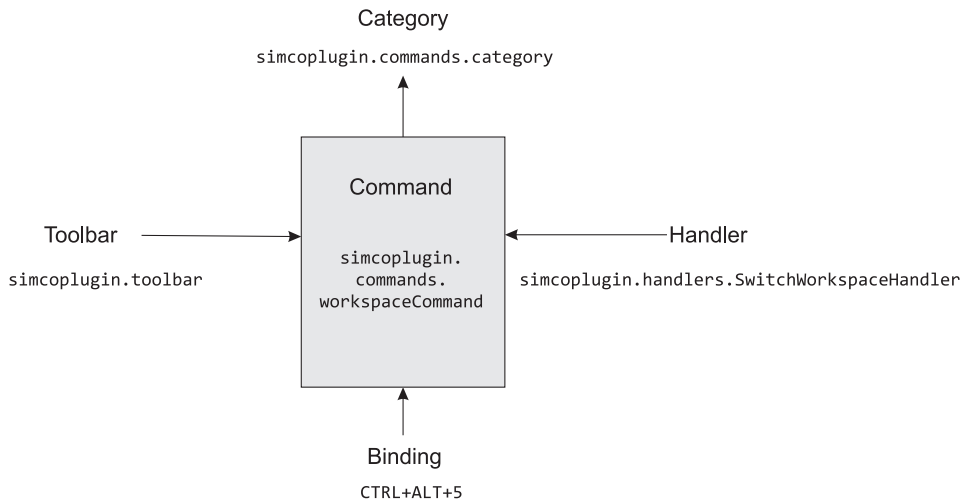 Category
simcoplugin.commands.category
Command
Toolbar
Handler
simcoplugin.
commands.
workspaceCommand
simcoplugin.toolbar
simcoplugin.handlers.SwitchWorkspaceHandler
Binding
CTRL+ALT+5